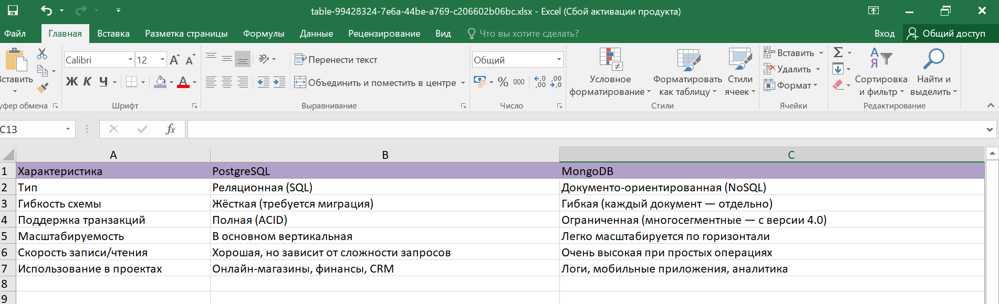 table-99428324-7e6a-44be-a769-c206602b06bc.xlsx - Excel (Сбой активации продукта)
Файл Главная Вставка Разметка страницы Формулы Данные Рецензирование Вид Что вы хотите сделать? Вход Общий доступ
Calibri 12 Перенести текст Общий Вставить
Ж К Ч А Объединить и поместить в центре % 000 Удалить
Условное форматирование Форматировать как таблицу Стили ячеек Формат Сортировка и фильтр Найти и выделить
Шрифт Выравнивание Число Стили Ячейки Редактирование
C13 fx
A B C
1 Характеристика PostgreSQL MongoDB
2 Тип Реляционная (SQL) Документо-ориентированная (NoSQL)
3 Гибкость схемы Жёсткая (требуется миграция) Гибкая (каждый документ — отдельно)
4 Поддержка транзакций Полная (ACID) Ограниченная (многосегментные — с версии 4.0)
5 Масштабируемость В основном вертикальная Легко масштабируется по горизонтали
6 Скорость записи/чтения Хорошая, но зависит от сложности запросов Очень высокая при простых операциях
7 Использование в проектах Онлайн-магазины, финансы, CRM Логи, мобильные приложения, аналитика
8
9